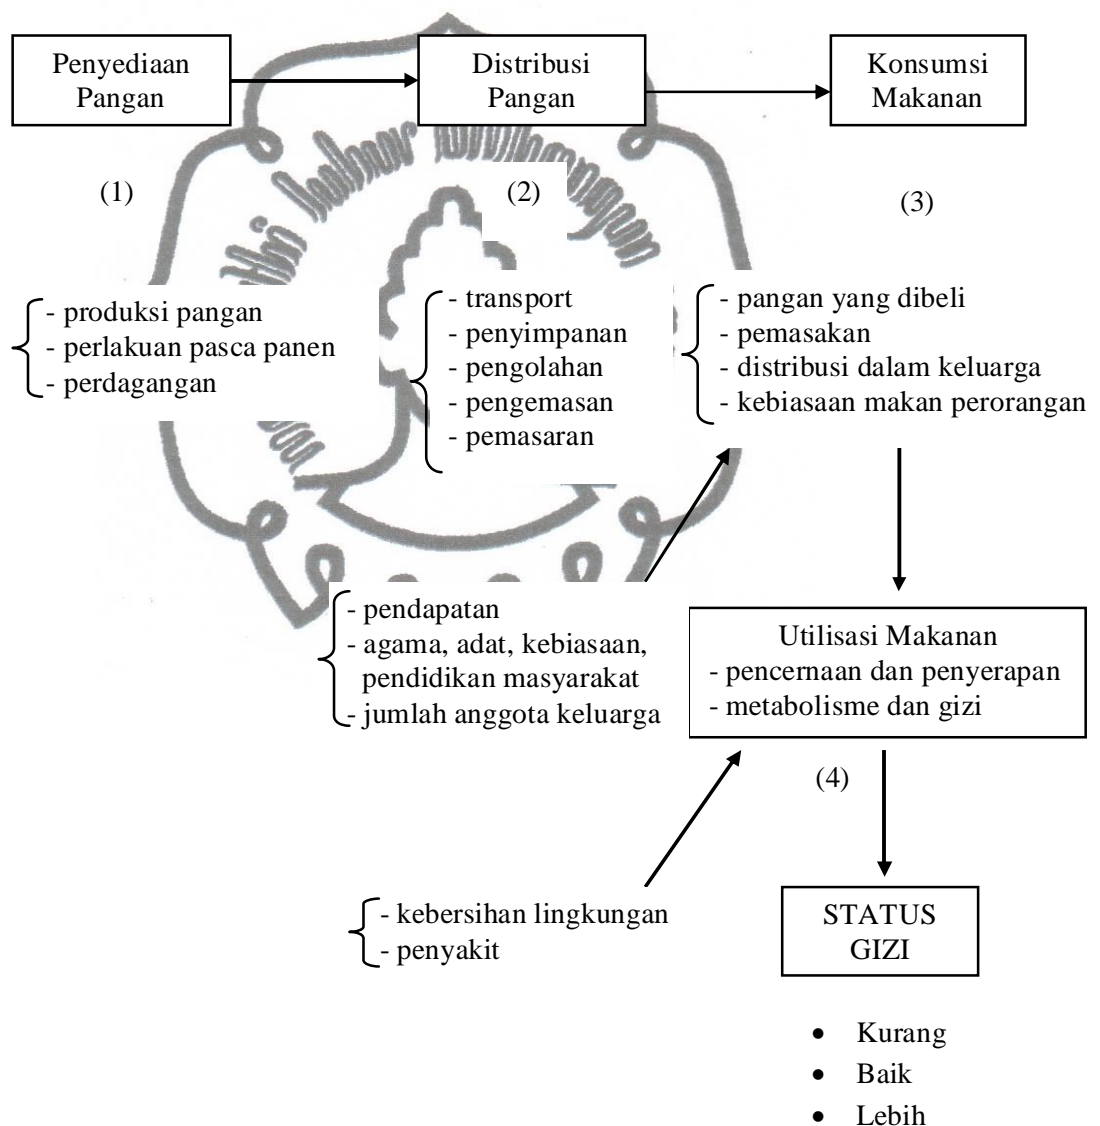 Penyediaan
Pangan
Distribusi
Pangan
Konsumsi
Makanan
(1)
(2)
(3)
- produksi pangan
- perlakuan pasca panen
- perdagangan
- transport
- penyimpanan
- pengolahan
- pengemasan
- pemasaran
- pangan yang dibeli
- pemasakan
- distribusi dalam keluarga
- kebiasaan makan perorangan
- pendapatan
- agama, adat, kebiasaan,
pendidikan masyarakat
- jumlah anggota keluarga
Utilisasi Makanan
- pencernaan dan penyerapan
- metabolisme dan gizi
(4)
- kebersihan lingkungan
- penyakit
STATUS
GIZI
• Kurang
• Baik
• Lebih